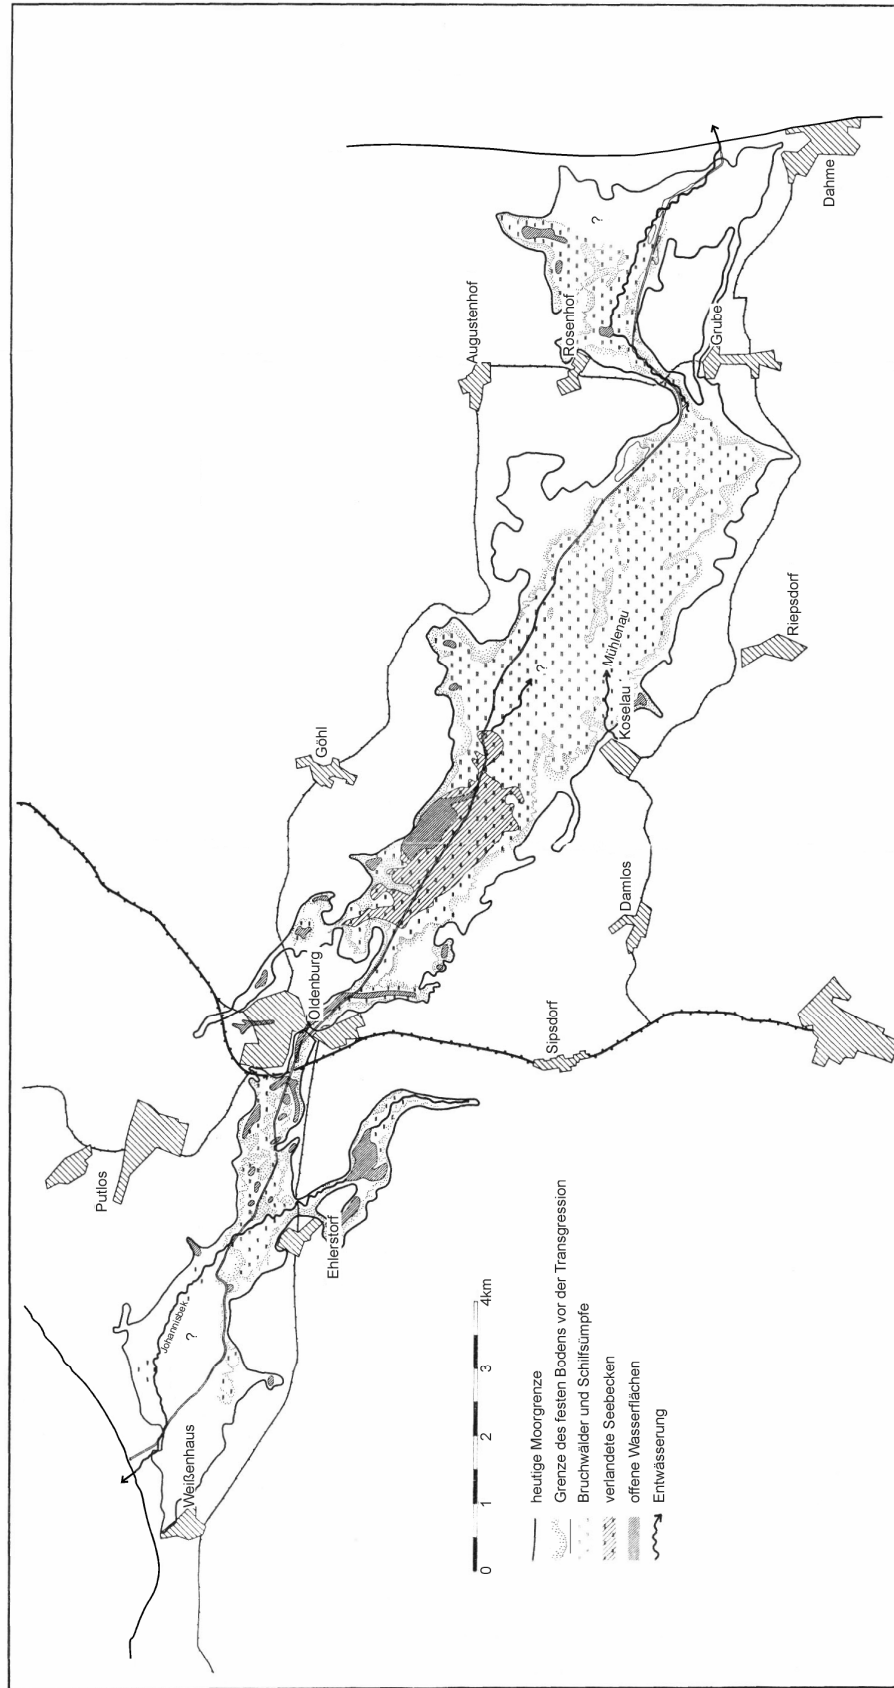 Weißenhaus
Johannisbek
?
Putlos
Ehlerstorf
Oldenburg
Sipsdorf
Göhl
Damlos
Koselau
Mühlenau
?
Riepsdorf
Augustenhof
Rosenhof
Grube
?
Dahme
0 1 2 3 4km
heutige Moorgrenze
Grenze des festen Bodens vor der Transgression
Bruchwälder und Schilfsümpfe
verlandete Seebecken
offene Wasserflächen
Entwässerung